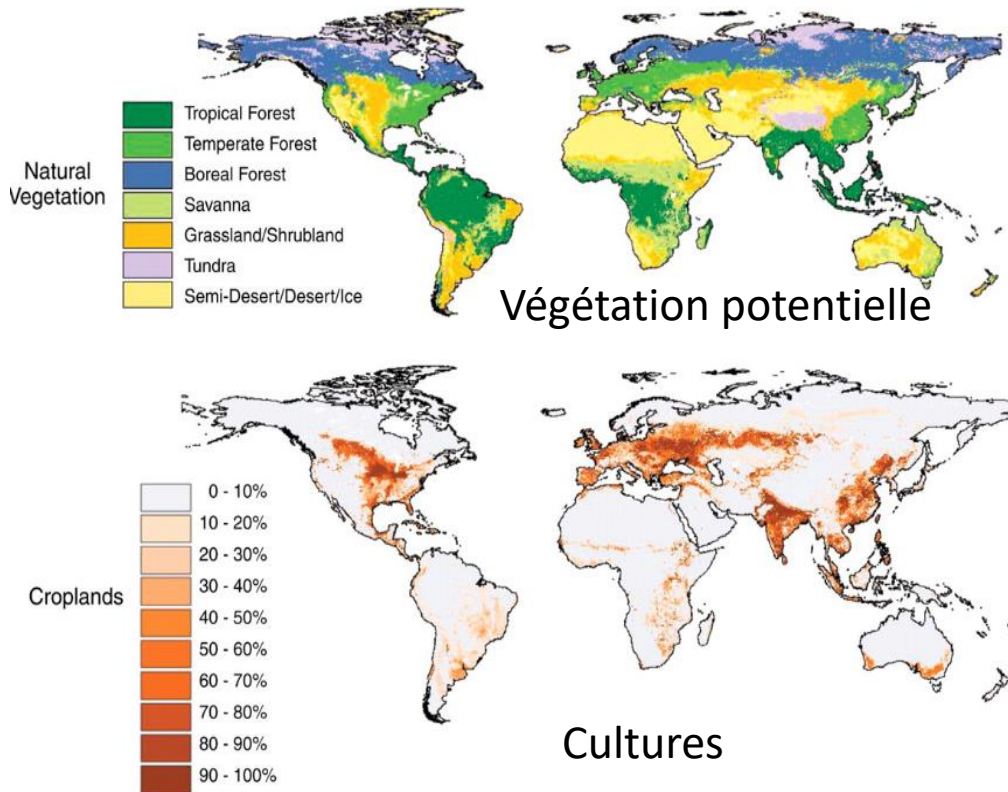 Natural
Vegetation
Tropical Forest
Temperate Forest
Boreal Forest
Savanna
Grassland/Shrubland
Tundra
Semi-Desert/Desert/Ice
Végétation potentielle
Croplands
0 - 10%
10 - 20%
20 - 30%
30 - 40%
40 - 50%
50 - 60%
60 - 70%
70 - 80%
80 - 90%
90 - 100%
Cultures